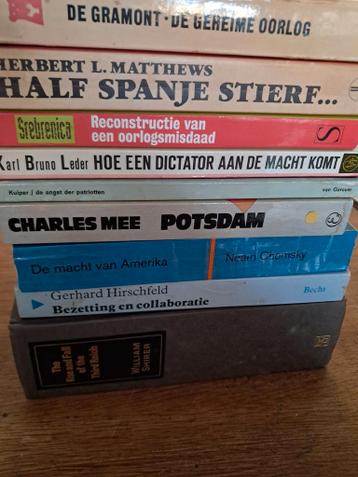 DE GRAMONT · DE GEHEIME OORLOG
HERBERT L. MATTHEWS
HALF SPANJE STIERF...
Srebrenica
Reconstructie van
een oorlogsmisdaad
S
Karl Bruno Leder HOE EEN DICTATOR AAN DE MACHT KOMT
Kuiper / de angst der patriotten van Gorcum
CHARLES MEE POTSDAM
De macht van Amerika Noam Chomsky
Gerhard Hirschfeld Becht
Bezetting en collaboratie
The
Rise and Fall
of the
Third Reich
WILLIAM
SHIRER